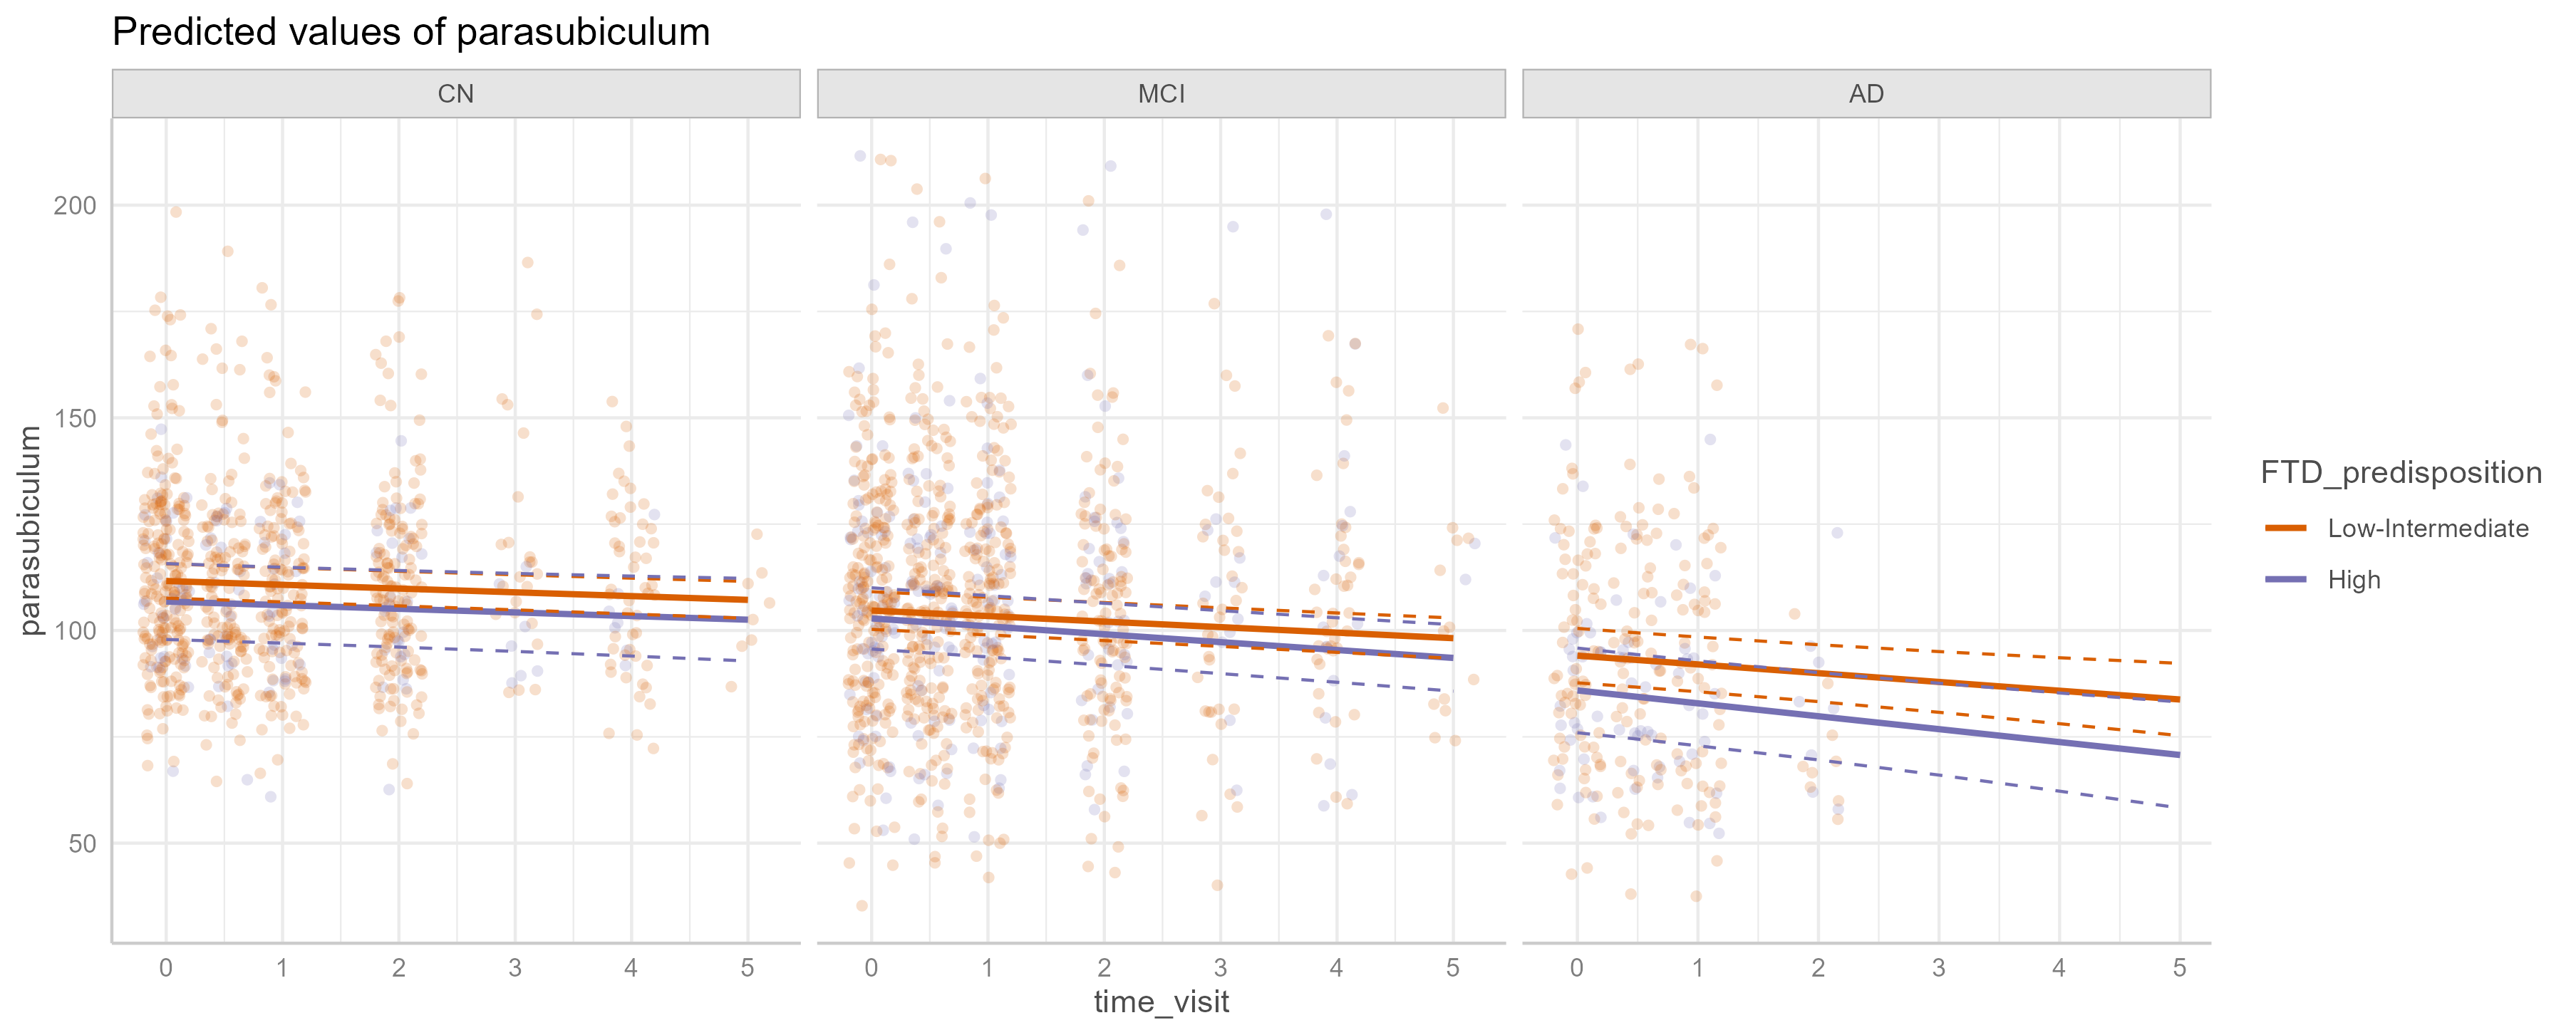 Predicted values of parasubiculum
CN
MCI
AD
parasubiculum
200
150
100
50
0 1 2 3 4 5
0 1 2 3 4 5
0 1 2 3 4 5
time_visit
FTD_predisposition
Low-Intermediate
High